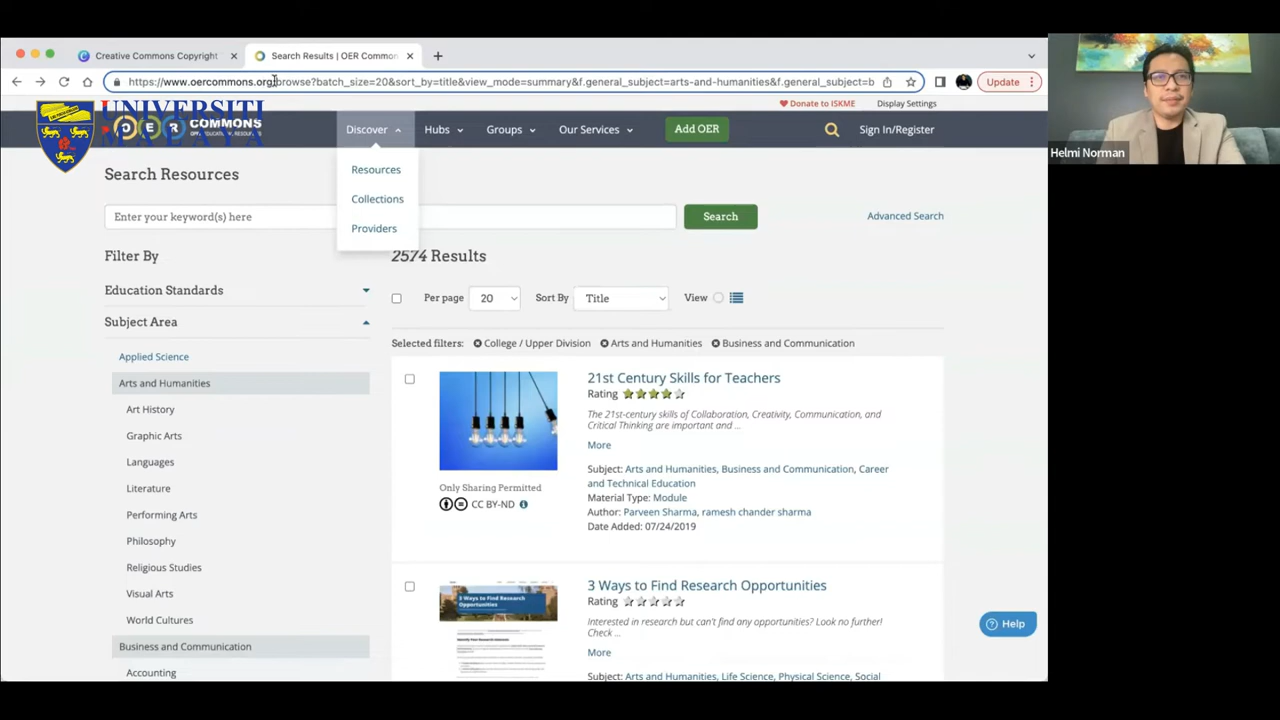 Creative Commons Copyright
Search Results | OER Common
https://www.oercommons.org/browse?batch_size=20&sort_by=title&view_mode=summary&f.general_subject=arts-and-humanities&f.general_subject=b
Update
Donate to ISKME
Display Settings
UNIVERSITI
MALAYA
OER COMMONS
Discover
Hubs
Groups
Our Services
Add OER
Sign In/Register
Helmi Norman
Resources
Collections
Providers
Search Resources
Enter your keyword(s) here
Search
Advanced Search
Filter By
2574 Results
Education Standards
Per page 20 Sort By Title View
Subject Area
Selected filters: College / Upper Division Arts and Humanities Business and Communication
Applied Science
Arts and Humanities
Art History
Graphic Arts
Languages
Literature
Performing Arts
Philosophy
Religious Studies
Visual Arts
World Cultures
Business and Communication
Accounting
21st Century Skills for Teachers
Rating
The 21st-century skills of Collaboration, Creativity, Communication, and
Critical Thinking are important and ...
More
Only Sharing Permitted
CC BY-ND
Subject: Arts and Humanities, Business and Communication, Career
and Technical Education
Material Type: Module
Author: Parveen Sharma, ramesh chander sharma
Date Added: 07/24/2019
3 Ways to Find Research
Opportunities
3 Ways to Find Research Opportunities
Rating
Interested in research but can't find any opportunities? Look no further!
Check ...
More
Subject: Arts and Humanities, Life Science, Physical Science, Social
Help